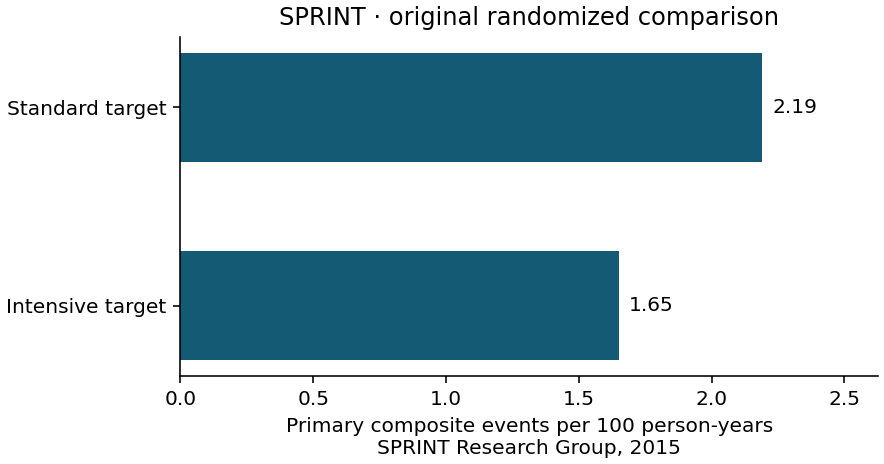 SPRINT · original randomized comparison
Standard target
2.19
Intensive target
1.65
0.0 0.5 1.0 1.5 2.0 2.5
Primary composite events per 100 person-years
SPRINT Research Group, 2015